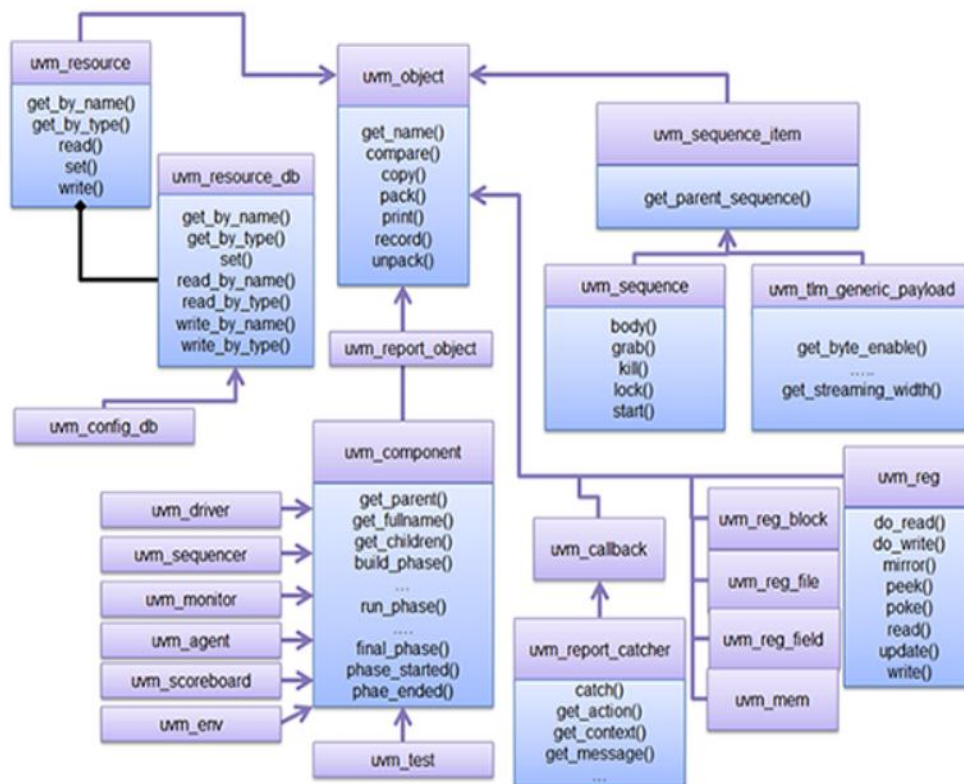 uvm_resource
get_by_name()
get_by_type()
read()
set()
write()
uvm_resource_db
get_by_name()
get_by_type()
set()
read_by_name()
read_by_type()
write_by_name()
write_by_type()
uvm_config_db
uvm_object
get_name()
compare()
copy()
pack()
print()
record()
unpack()
uvm_report_object
uvm_sequence_item
get_parent_sequence()
uvm_sequence
body()
grab()
kill()
lock()
start()
uvm_tlm_generic_payload
get_byte_enable()
.....
get_streaming_width()
uvm_component
get_parent()
get_fullname()
get_children()
build_phase()
...
run_phase()
....
final_phase()
phase_started()
phae_ended()
uvm_driver
uvm_sequencer
uvm_monitor
uvm_agent
uvm_scoreboard
uvm_env
uvm_test
uvm_callback
uvm_report_catcher
catch()
get_action()
get_context()
get_message()
...
uvm_reg_block
uvm_reg_file
uvm_reg_field
uvm_mem
uvm_reg
do_read()
do_write()
mirror()
peek()
poke()
read()
update()
write()